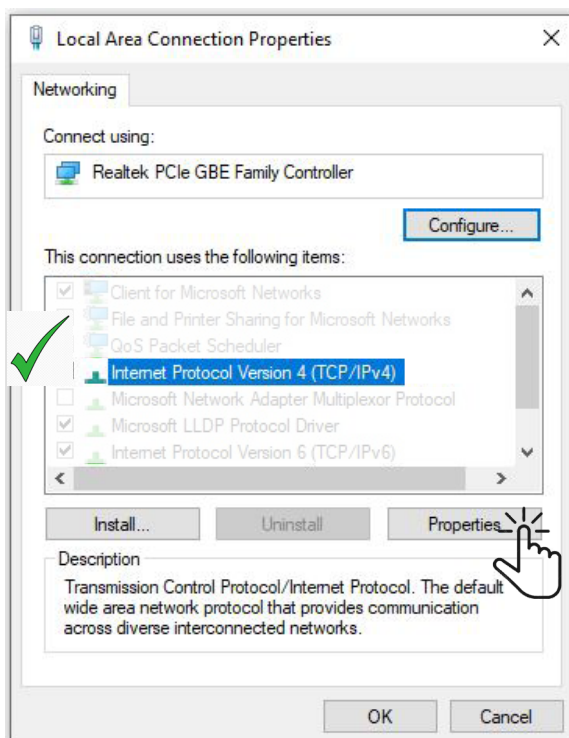 Local Area Connection Properties
Networking
Connect using:
Realtek PCIe GBE Family Controller
Configure...
This connection uses the following items:
Client for Microsoft Networks
File and Printer Sharing for Microsoft Networks
QoS Packet Scheduler
Internet Protocol Version 4 (TCP/IPv4)
Microsoft Network Adapter Multiplexor Protocol
Microsoft LLDP Protocol Driver
Internet Protocol Version 6 (TCP/IPv6)
Install... Uninstall Properties
Description
Transmission Control Protocol/Internet Protocol. The default
wide area network protocol that provides communication
across diverse interconnected networks.
OK Cancel